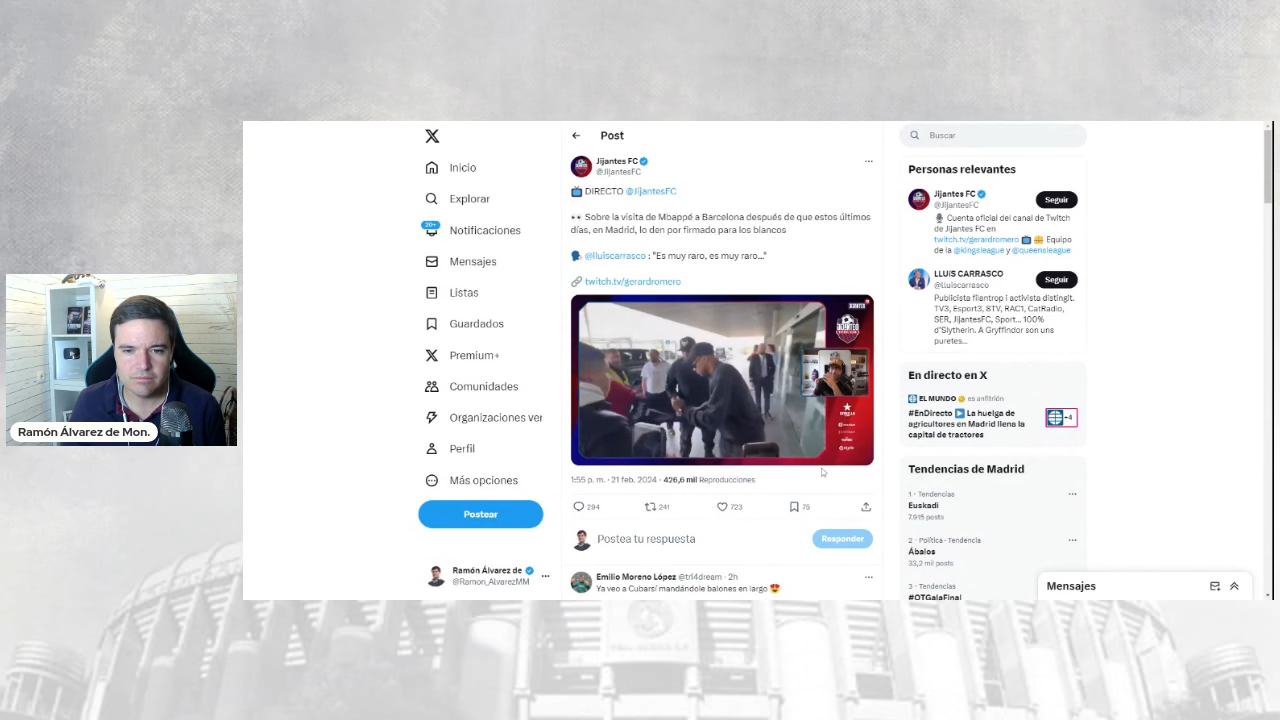 Ramón Álvarez de Mon.
Inicio
Explorar
20+
Notificaciones
Mensajes
Listas
Guardados
Premium+
Comunidades
Organizaciones ver
Perfil
Más opciones
Postear
Ramón Álvarez de
@Ramon_AlvarezMM
Post
Jijantes FC
@JijantesFC
DIRECTO @JijantesFC
Sobre la visita de Mbappé a Barcelona después de que estos últimos
días, en Madrid, lo den por firmado para los blancos
@lluiscarrasco : "Es muy raro, es muy raro..."
twitch.tv/gerardromero
JIJANTES
1:55 p. m. · 21 feb. 2024 · 426,6 mil Reproducciones
294
241
723
75
Postea tu respuesta
Responder
Emilio Moreno López @tri4dream · 2h
Ya veo a Cubarsí mandándole balones en largo
Buscar
Personas relevantes
Jijantes FC
@JijantesFC
Seguir
Cuenta oficial del canal de Twitch
de Jijantes FC en
twitch.tv/gerardromero Equipo
de la @kingsleague y @queensleague
LLUíS CARRASCO
@lluiscarrasco
Seguir
Publicista filantrop i activista distingit.
TV3, Esport3, 8TV, RAC1, CatRadio,
SER, JijantesFC, Sport... 100%
d'Slytherin. A Gryffindor son uns
puretes...
En directo en X
EL MUNDO es anfitrión
#EnDirecto La huelga de
agricultores en Madrid llena la
capital de tractores
+4
Tendencias de Madrid
1 · Tendencias
Euskadi
7.915 posts
2 · Política · Tendencia
Ábalos
33,2 mil posts
3 · Tendencias
#OTGalaFinal
Mensajes